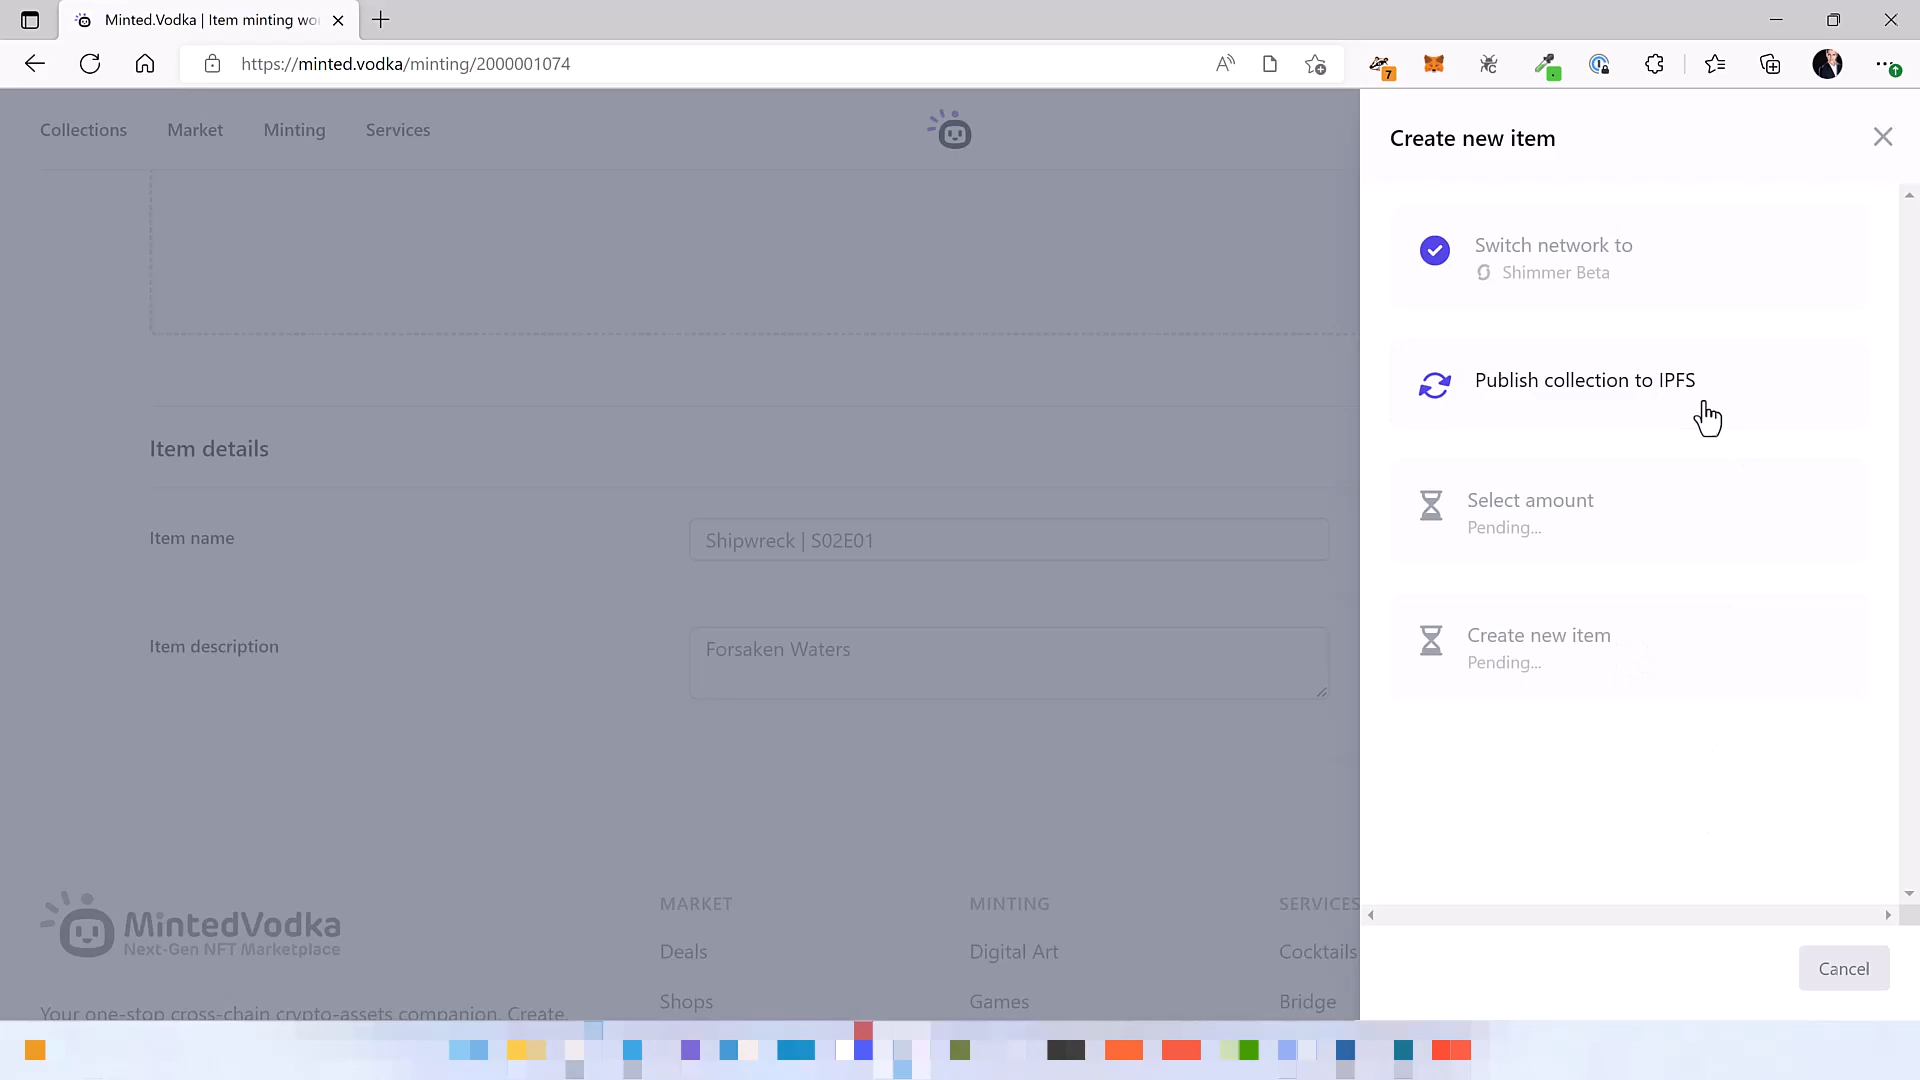 Minted.Vodka | Item minting wo
https://minted.vodka/minting/2000001074
7
Collections
Market
Minting
Services
Create new item
Switch network to
Shimmer Beta
Publish collection to IPFS
Select amount
Pending...
Create new item
Pending...
Item details
Item name
Shipwreck | S02E01
Item description
Forsaken Waters
MintedVodka
Next-Gen NFT Marketplace
Your one-stop cross-chain crypto-assets companion. Create,
MARKET
Deals
Shops
MINTING
Digital Art
Games
SERVICES
Cocktails
Bridge
Cancel